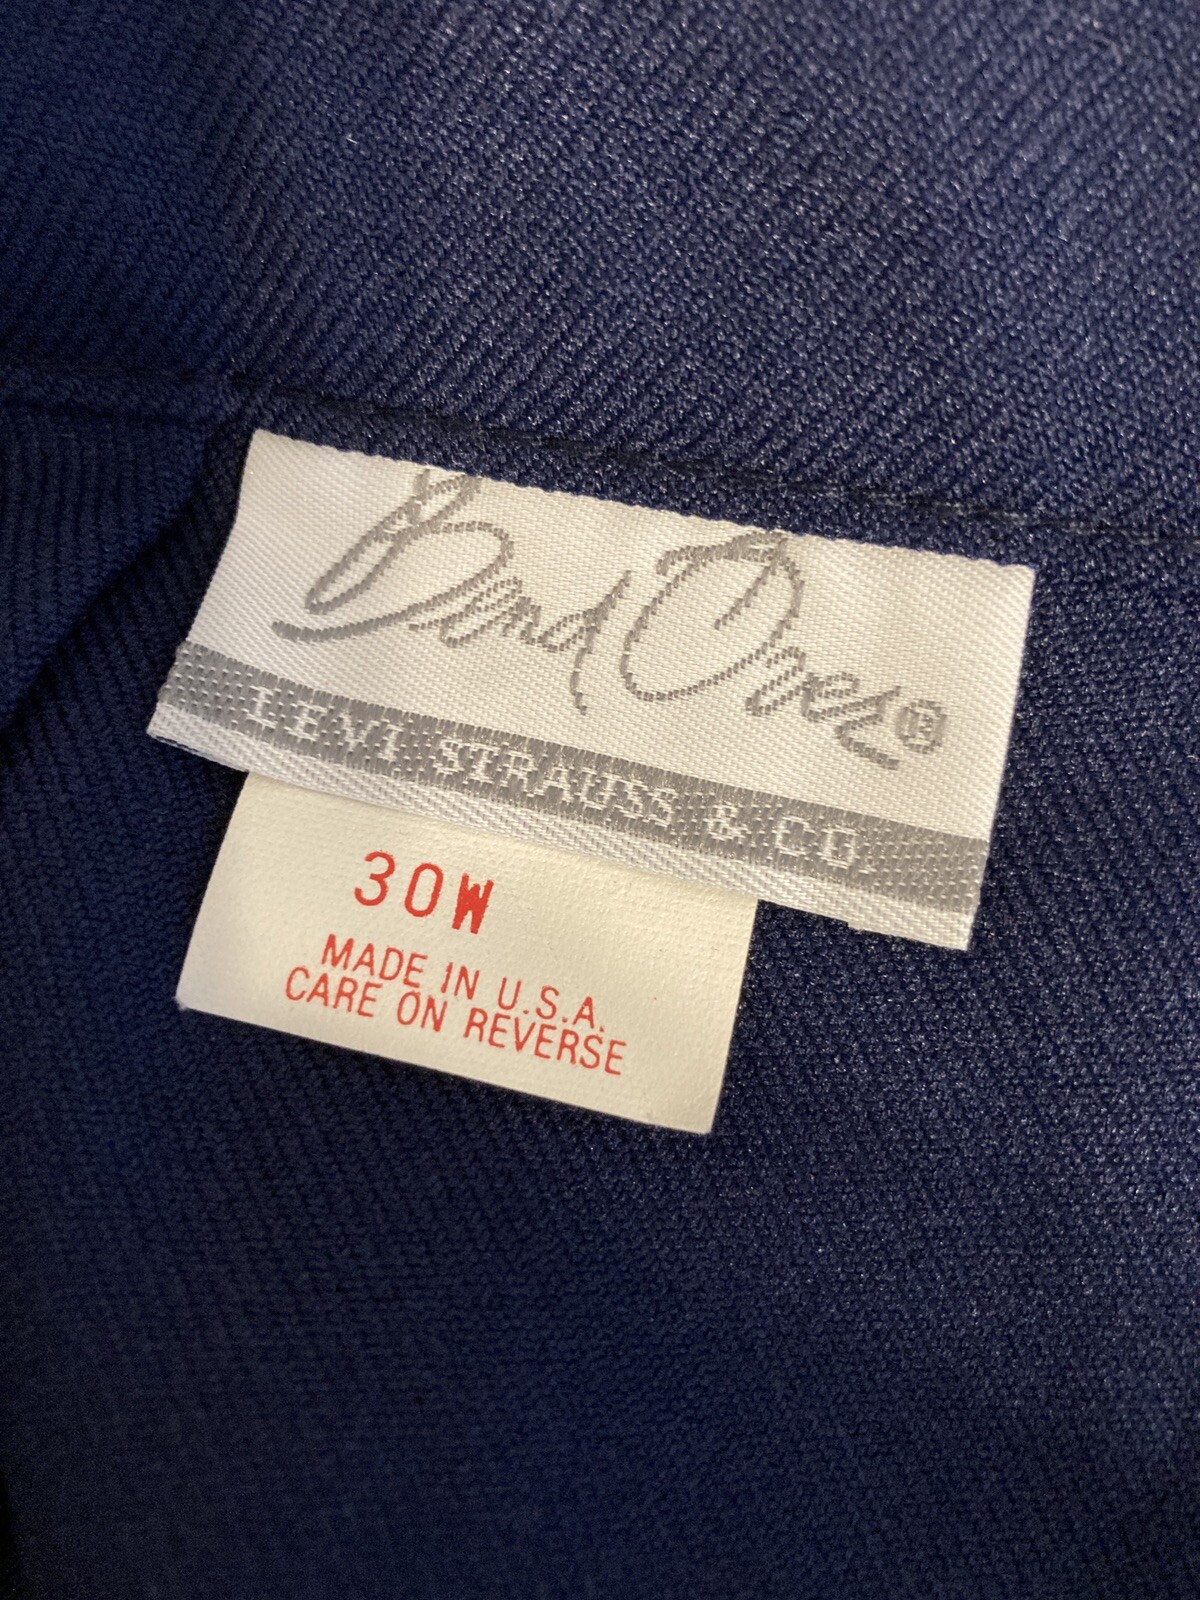 Bend Over®
LEVI STRAUSS & CO.
30W
MADE IN U.S.A.
CARE ON REVERSE